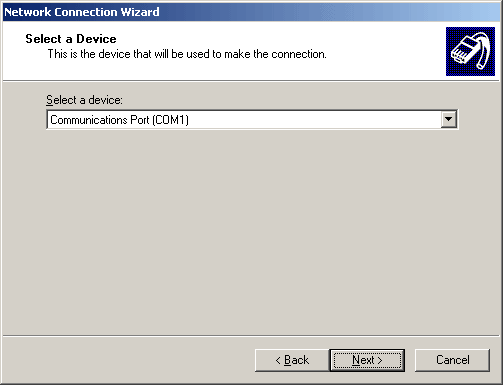 Network Connection Wizard
Select a Device
This is the device that will be used to make the connection.
Select a device:
Communications Port (COM1)
< Back Next > Cancel